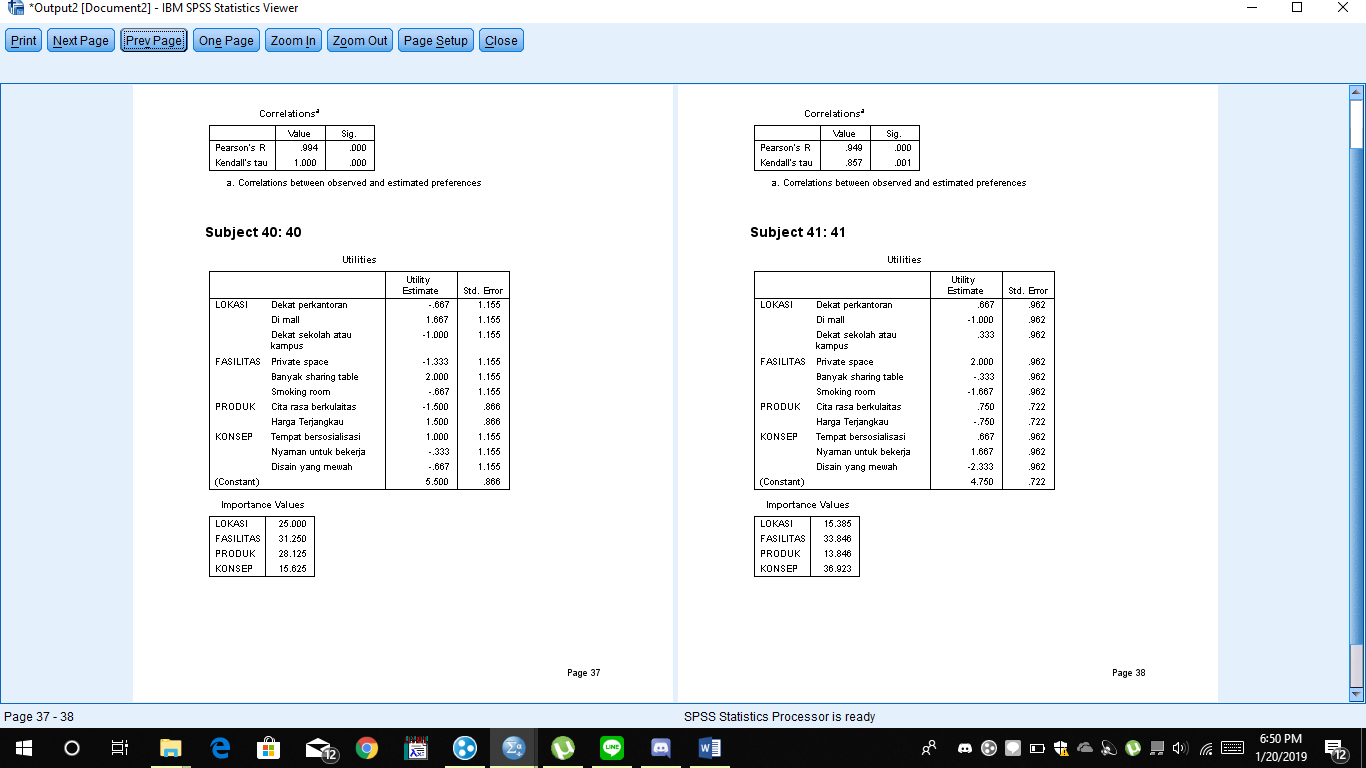 *Output2 [Document2] - IBM SPSS Statistics Viewer
Print Next Page Prev Page One Page Zoom In Zoom Out Page Setup Close
Correlationsa
Value Sig.
Pearson's R .994 .000
Kendall's tau 1.000 .000
a. Correlations between observed and estimated preferences
Subject 40: 40
Utilities
Utility
Estimate Std. Error
LOKASI Dekat perkantoran -.667 1.155
Di mall 1.667 1.155
Dekat sekolah atau -1.000 1.155
kampus
FASILITAS Private space -1.333 1.155
Banyak sharing table 2.000 1.155
Smoking room -.667 1.155
PRODUK Cita rasa berkulaitas -1.500 .866
Harga Terjangkau 1.500 .866
KONSEP Tempat bersosialisasi 1.000 1.155
Nyaman untuk bekerja -.333 1.155
Disain yang mewah -.667 1.155
(Constant) 5.500 .866
Importance Values
LOKASI 25.000
FASILITAS 31.250
PRODUK 28.125
KONSEP 15.625
Page 37
Correlationsa
Value Sig.
Pearson's R .949 .000
Kendall's tau .857 .001
a. Correlations between observed and estimated preferences
Subject 41: 41
Utilities
Utility
Estimate Std. Error
LOKASI Dekat perkantoran .667 .962
Di mall -1.000 .962
Dekat sekolah atau .333 .962
kampus
FASILITAS Private space 2.000 .962
Banyak sharing table -.333 .962
Smoking room -1.667 .962
PRODUK Cita rasa berkulaitas .750 .722
Harga Terjangkau -.750 .722
KONSEP Tempat bersosialisasi .667 .962
Nyaman untuk bekerja 1.667 .962
Disain yang mewah -2.333 .962
(Constant) 4.750 .722
Importance Values
LOKASI 15.385
FASILITAS 33.846
PRODUK 13.846
KONSEP 36.923
Page 38
Page 37 - 38 SPSS Statistics Processor is ready
12
LINE
6:50 PM
1/20/2019
12